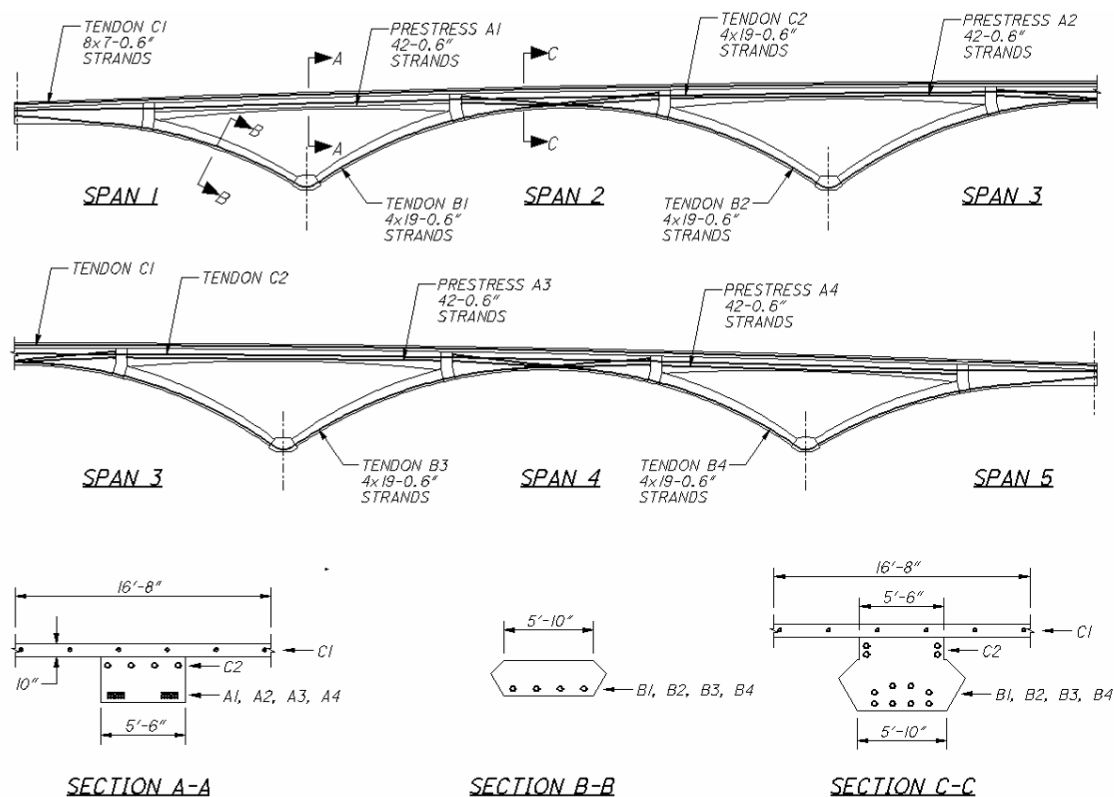 TENDON C1
8x7-0.6"
STRANDS
PRESTRESS A1
42-0.6"
STRANDS
TENDON C2
4x19-0.6"
STRANDS
PRESTRESS A2
42-0.6"
STRANDS
A
C
B
A
C
B
SPAN 1
TENDON B1
4x19-0.6"
STRANDS
SPAN 2
TENDON B2
4x19-0.6"
STRANDS
SPAN 3
TENDON C1
TENDON C2
PRESTRESS A3
42-0.6"
STRANDS
PRESTRESS A4
42-0.6"
STRANDS
SPAN 3
TENDON B3
4x19-0.6"
STRANDS
SPAN 4
TENDON B4
4x19-0.6"
STRANDS
SPAN 5
16'-8"
C1
10"
C2
A1, A2, A3, A4
5'-6"
SECTION A-A
5'-10"
B1, B2, B3, B4
SECTION B-B
16'-8"
5'-6"
C1
C2
B1, B2, B3, B4
5'-10"
SECTION C-C